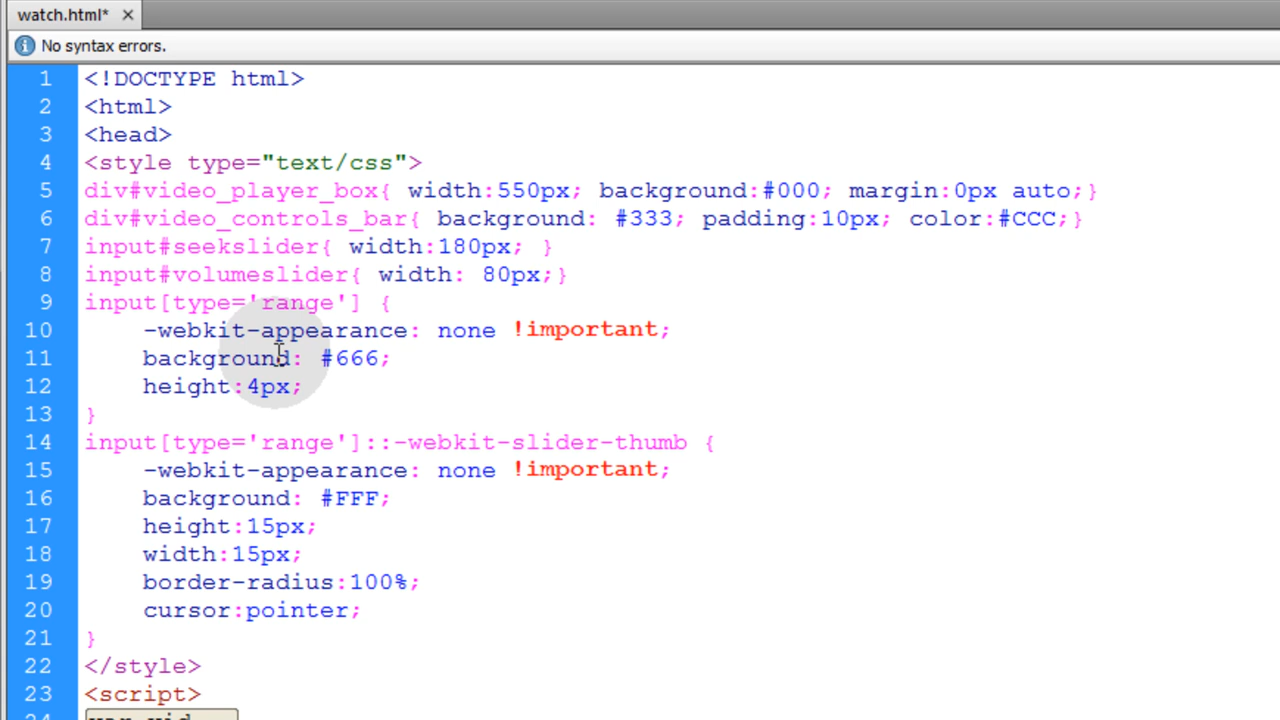 watch.html* ×
No syntax errors.
1 <!DOCTYPE html>
2 <html>
3 <head>
4 <style type="text/css">
5 div#video_player_box{ width:550px; background:#000; margin:0px auto;}
6 div#video_controls_bar{ background: #333; padding:10px; color:#CCC;}
7 input#seekslider{ width:180px; }
8 input#volumeslider{ width: 80px;}
9 input[type='range'] {
10 -webkit-appearance: none !important;
11 background: #666;
12 height:4px;
13 }
14 input[type='range']::-webkit-slider-thumb {
15 -webkit-appearance: none !important;
16 background: #FFF;
17 height:15px;
18 width:15px;
19 border-radius:100%;
20 cursor:pointer;
21 }
22 </style>
23 <script>